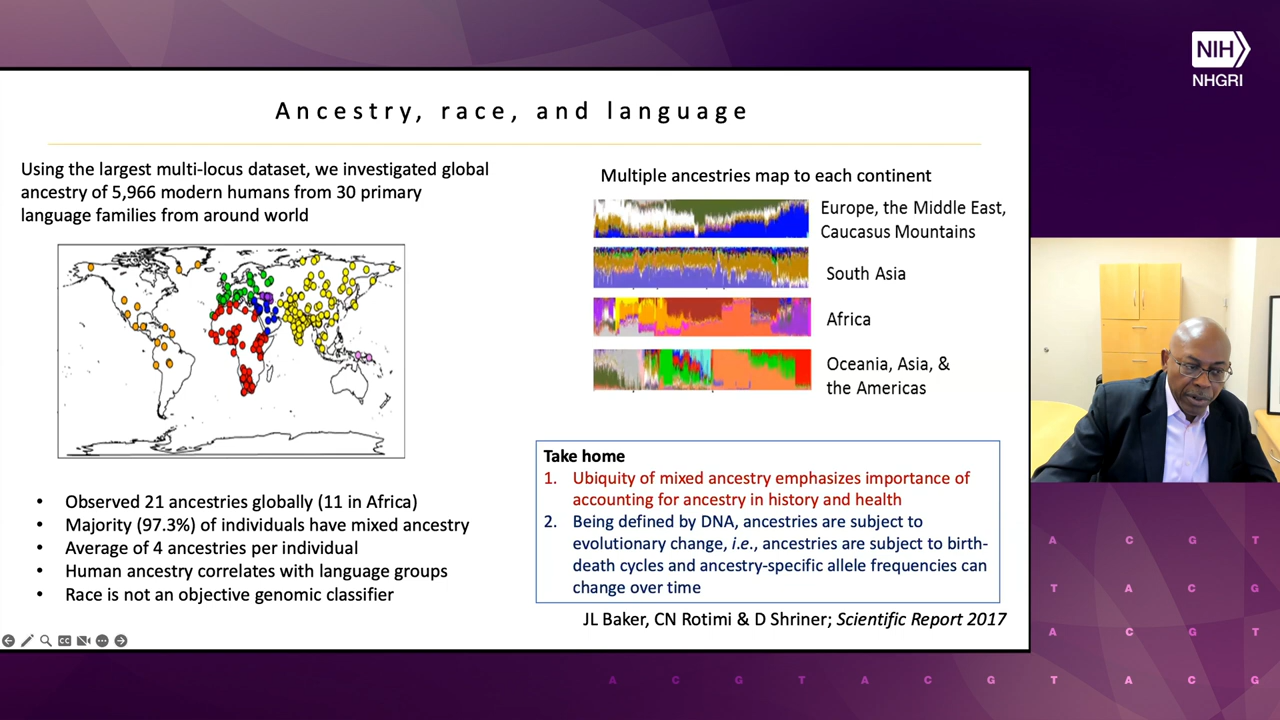 NIH
NHGRI
Ancestry, race, and language
Using the largest multi-locus dataset, we investigated global
ancestry of 5,966 modern humans from 30 primary
language families from around world
Multiple ancestries map to each continent
Europe, the Middle East,
Caucasus Mountains
South Asia
Africa
Oceania, Asia, &
the Americas
• Observed 21 ancestries globally (11 in Africa)
• Majority (97.3%) of individuals have mixed ancestry
• Average of 4 ancestries per individual
• Human ancestry correlates with language groups
• Race is not an objective genomic classifier
Take home
1. Ubiquity of mixed ancestry emphasizes importance of
accounting for ancestry in history and health
2. Being defined by DNA, ancestries are subject to
evolutionary change, i.e., ancestries are subject to birth-
death cycles and ancestry-specific allele frequencies can
change over time
JL Baker, CN Rotimi & D Shriner; Scientific Report 2017
CC
A C G T
T A C G
A C G T
A C G T A C G T A C G